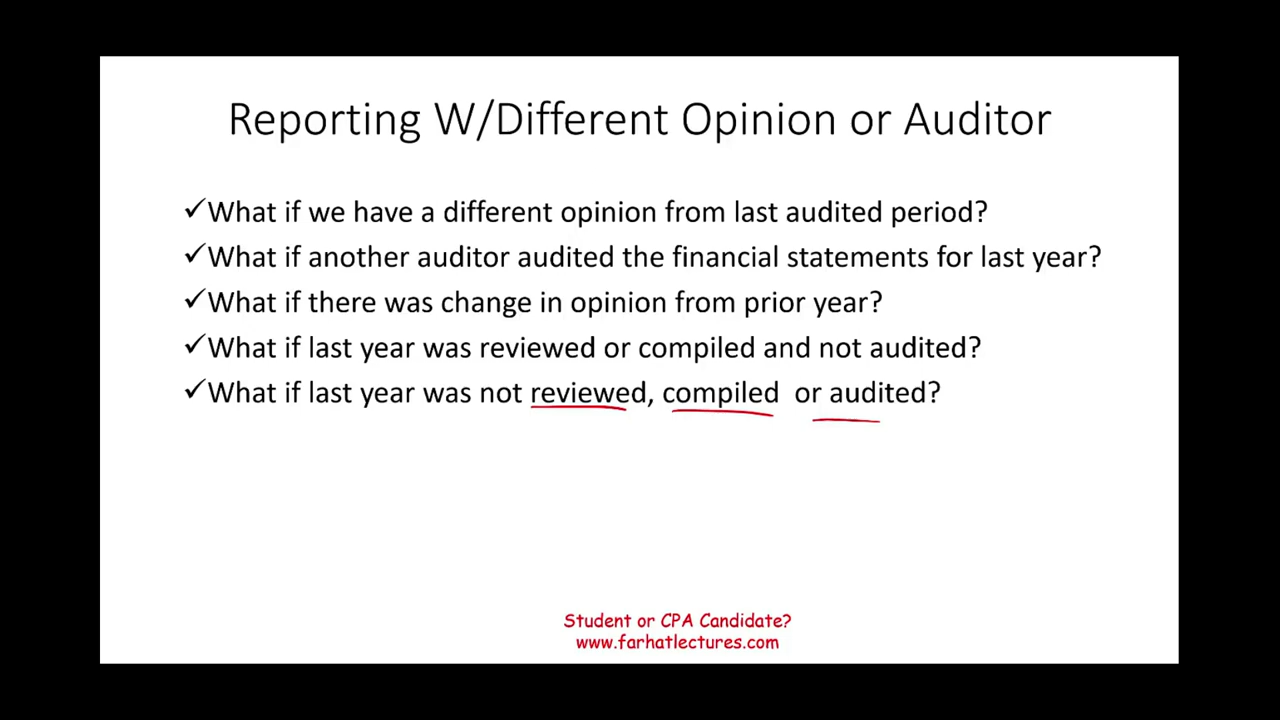 Reporting W/Different Opinion or Auditor
✓What if we have a different opinion from last audited period?
✓What if another auditor audited the financial statements for last year?
✓What if there was change in opinion from prior year?
✓What if last year was reviewed or compiled and not audited?
✓What if last year was not reviewed, compiled or audited?
Student or CPA Candidate?
www.farhatlectures.com